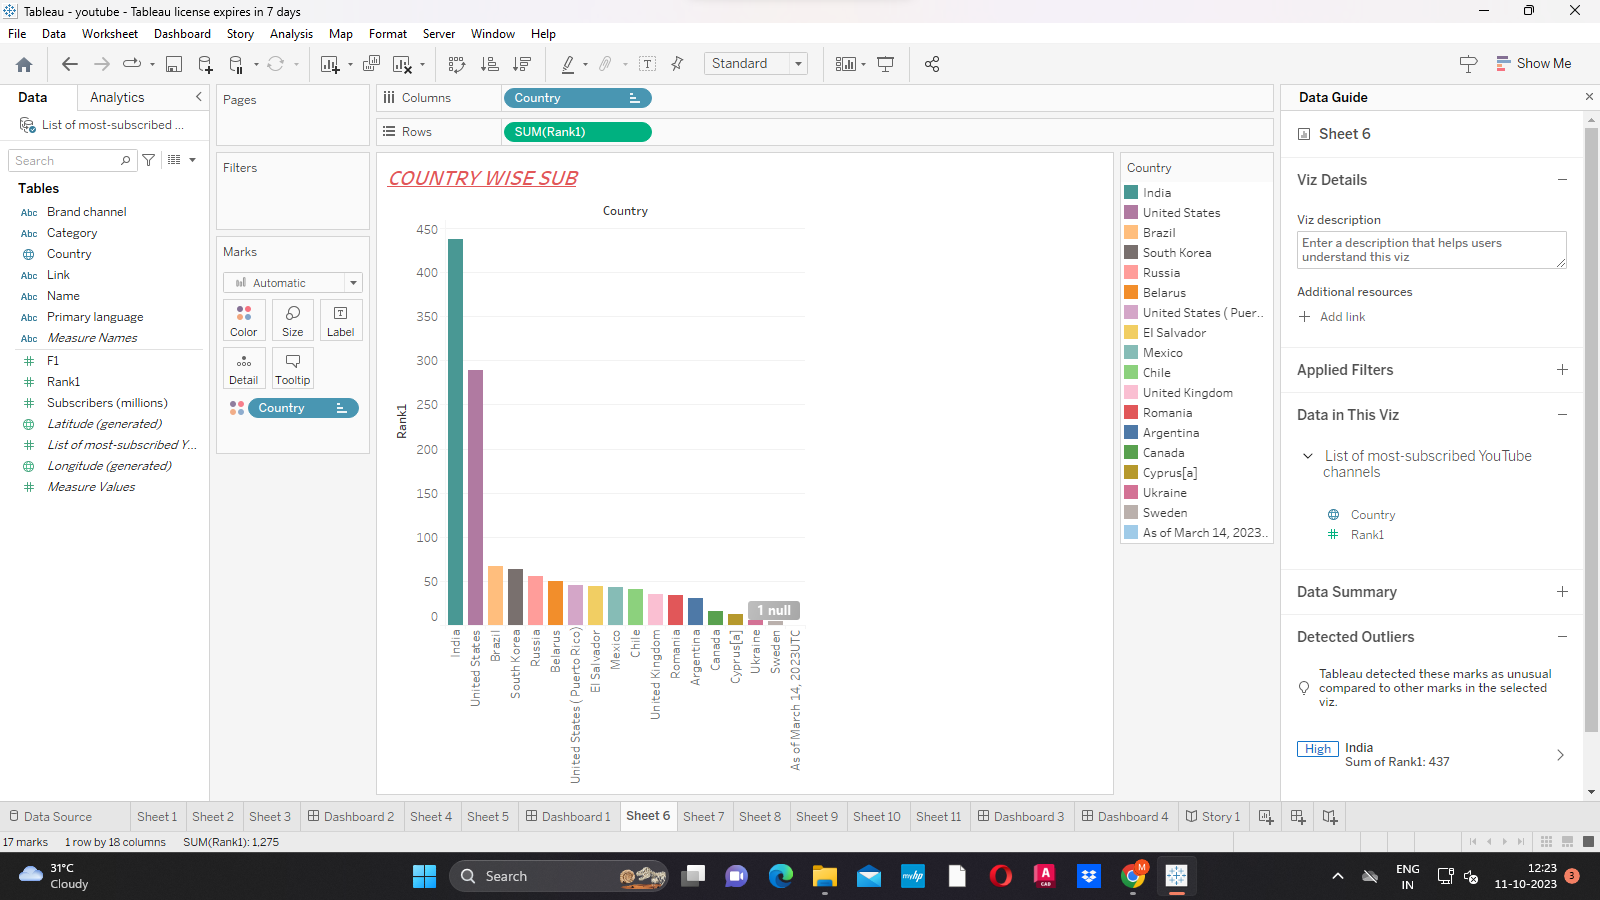 Tableau - youtube - Tableau license expires in 7 days
File Data Worksheet Dashboard Story Analysis Map Format Server Window Help
Standard
Show Me
Data Analytics
List of most-subscribed ...
Search
Tables
Abc Brand channel
Abc Category
Country
Abc Link
Abc Name
Abc Primary language
Abc Measure Names
F1
Rank1
Subscribers (millions)
Latitude (generated)
List of most-subscribed Y...
Longitude (generated)
Measure Values
Pages
Filters
Marks
Automatic
Color Size Label
Detail Tooltip
Country
Columns Country
Rows SUM(Rank1)
COUNTRY WISE SUB
Country
Rank1
450
400
350
300
250
200
150
100
50
0
1 null
India
United States
Brazil
South Korea
Russia
Belarus
United States ( Puerto Rico)
El Salvador
Mexico
Chile
United Kingdom
Romania
Argentina
Canada
Cyprus[a]
Ukraine
Sweden
As of March 14, 2023UTC
Country
India
United States
Brazil
South Korea
Russia
Belarus
United States ( Puer..
El Salvador
Mexico
Chile
United Kingdom
Romania
Argentina
Canada
Cyprus[a]
Ukraine
Sweden
As of March 14, 2023..
Data Guide
Sheet 6
Viz Details
Viz description
Enter a description that helps users
understand this viz
Additional resources
Add link
Applied Filters
Data in This Viz
List of most-subscribed YouTube
channels
Country
Rank1
Data Summary
Detected Outliers
Tableau detected these marks as unusual
compared to other marks in the selected
viz.
High India
Sum of Rank1: 437
Data Source Sheet 1 Sheet 2 Sheet 3 Dashboard 2 Sheet 4 Sheet 5 Dashboard 1 Sheet 6 Sheet 7 Sheet 8 Sheet 9 Sheet 10 Sheet 11 Dashboard 3 Dashboard 4 Story 1
17 marks 1 row by 18 columns SUM(Rank1): 1,275
31°C
Cloudy
Search
myhp
A
CAD
M
ENG
IN
12:23
11-10-2023
3